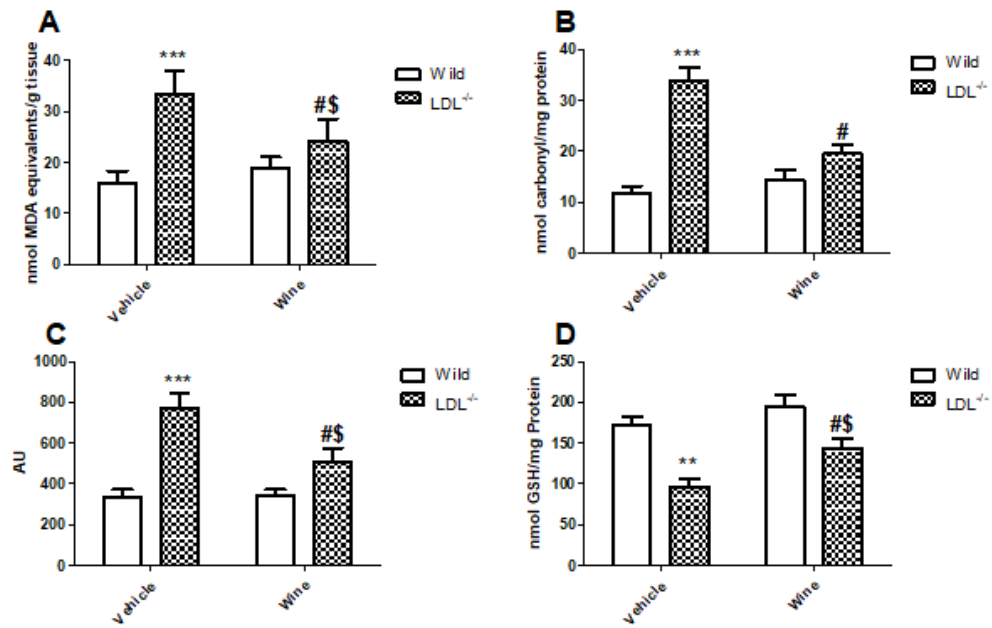 A
nmol MDA equivalents/g tissue
40
30
20
10
0
***
#$
Vehicle
Wine
Wild
LDL-/-
B
nmol carbonyl/mg protein
40
30
20
10
0
***
#
Vehicle
Wine
Wild
LDL-/-
C
AU
1000
800
600
400
200
0
***
#$
Vehicle
Wine
Wild
LDL-/-
D
nmol GSH/mg Protein
250
200
150
100
50
0
**
#$
Vehicle
Wine
Wild
LDL-/-